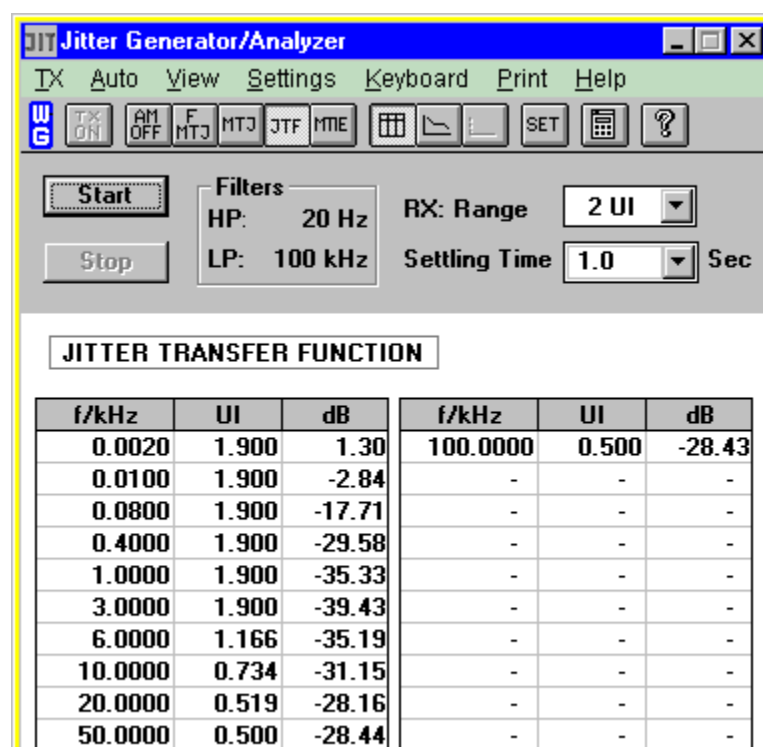 JIT Jitter Generator/Analyzer
TX Auto View Settings Keyboard Print Help
WG TX ON AM OFF F MTJ MTJ JTF MTIE SET ?
Start
Stop
Filters
HP: 20 Hz
LP: 100 kHz
RX: Range 2 UI
Settling Time 1.0 Sec
JITTER TRANSFER FUNCTION
f/kHz UI dB f/kHz UI dB
0.0020 1.900 1.30 100.0000 0.500 -28.43
0.0100 1.900 -2.84 - - -
0.0800 1.900 -17.71 - - -
0.4000 1.900 -29.58 - - -
1.0000 1.900 -35.33 - - -
3.0000 1.900 -39.43 - - -
6.0000 1.166 -35.19 - - -
10.0000 0.734 -31.15 - - -
20.0000 0.519 -28.16 - - -
50.0000 0.500 -28.44 - - -